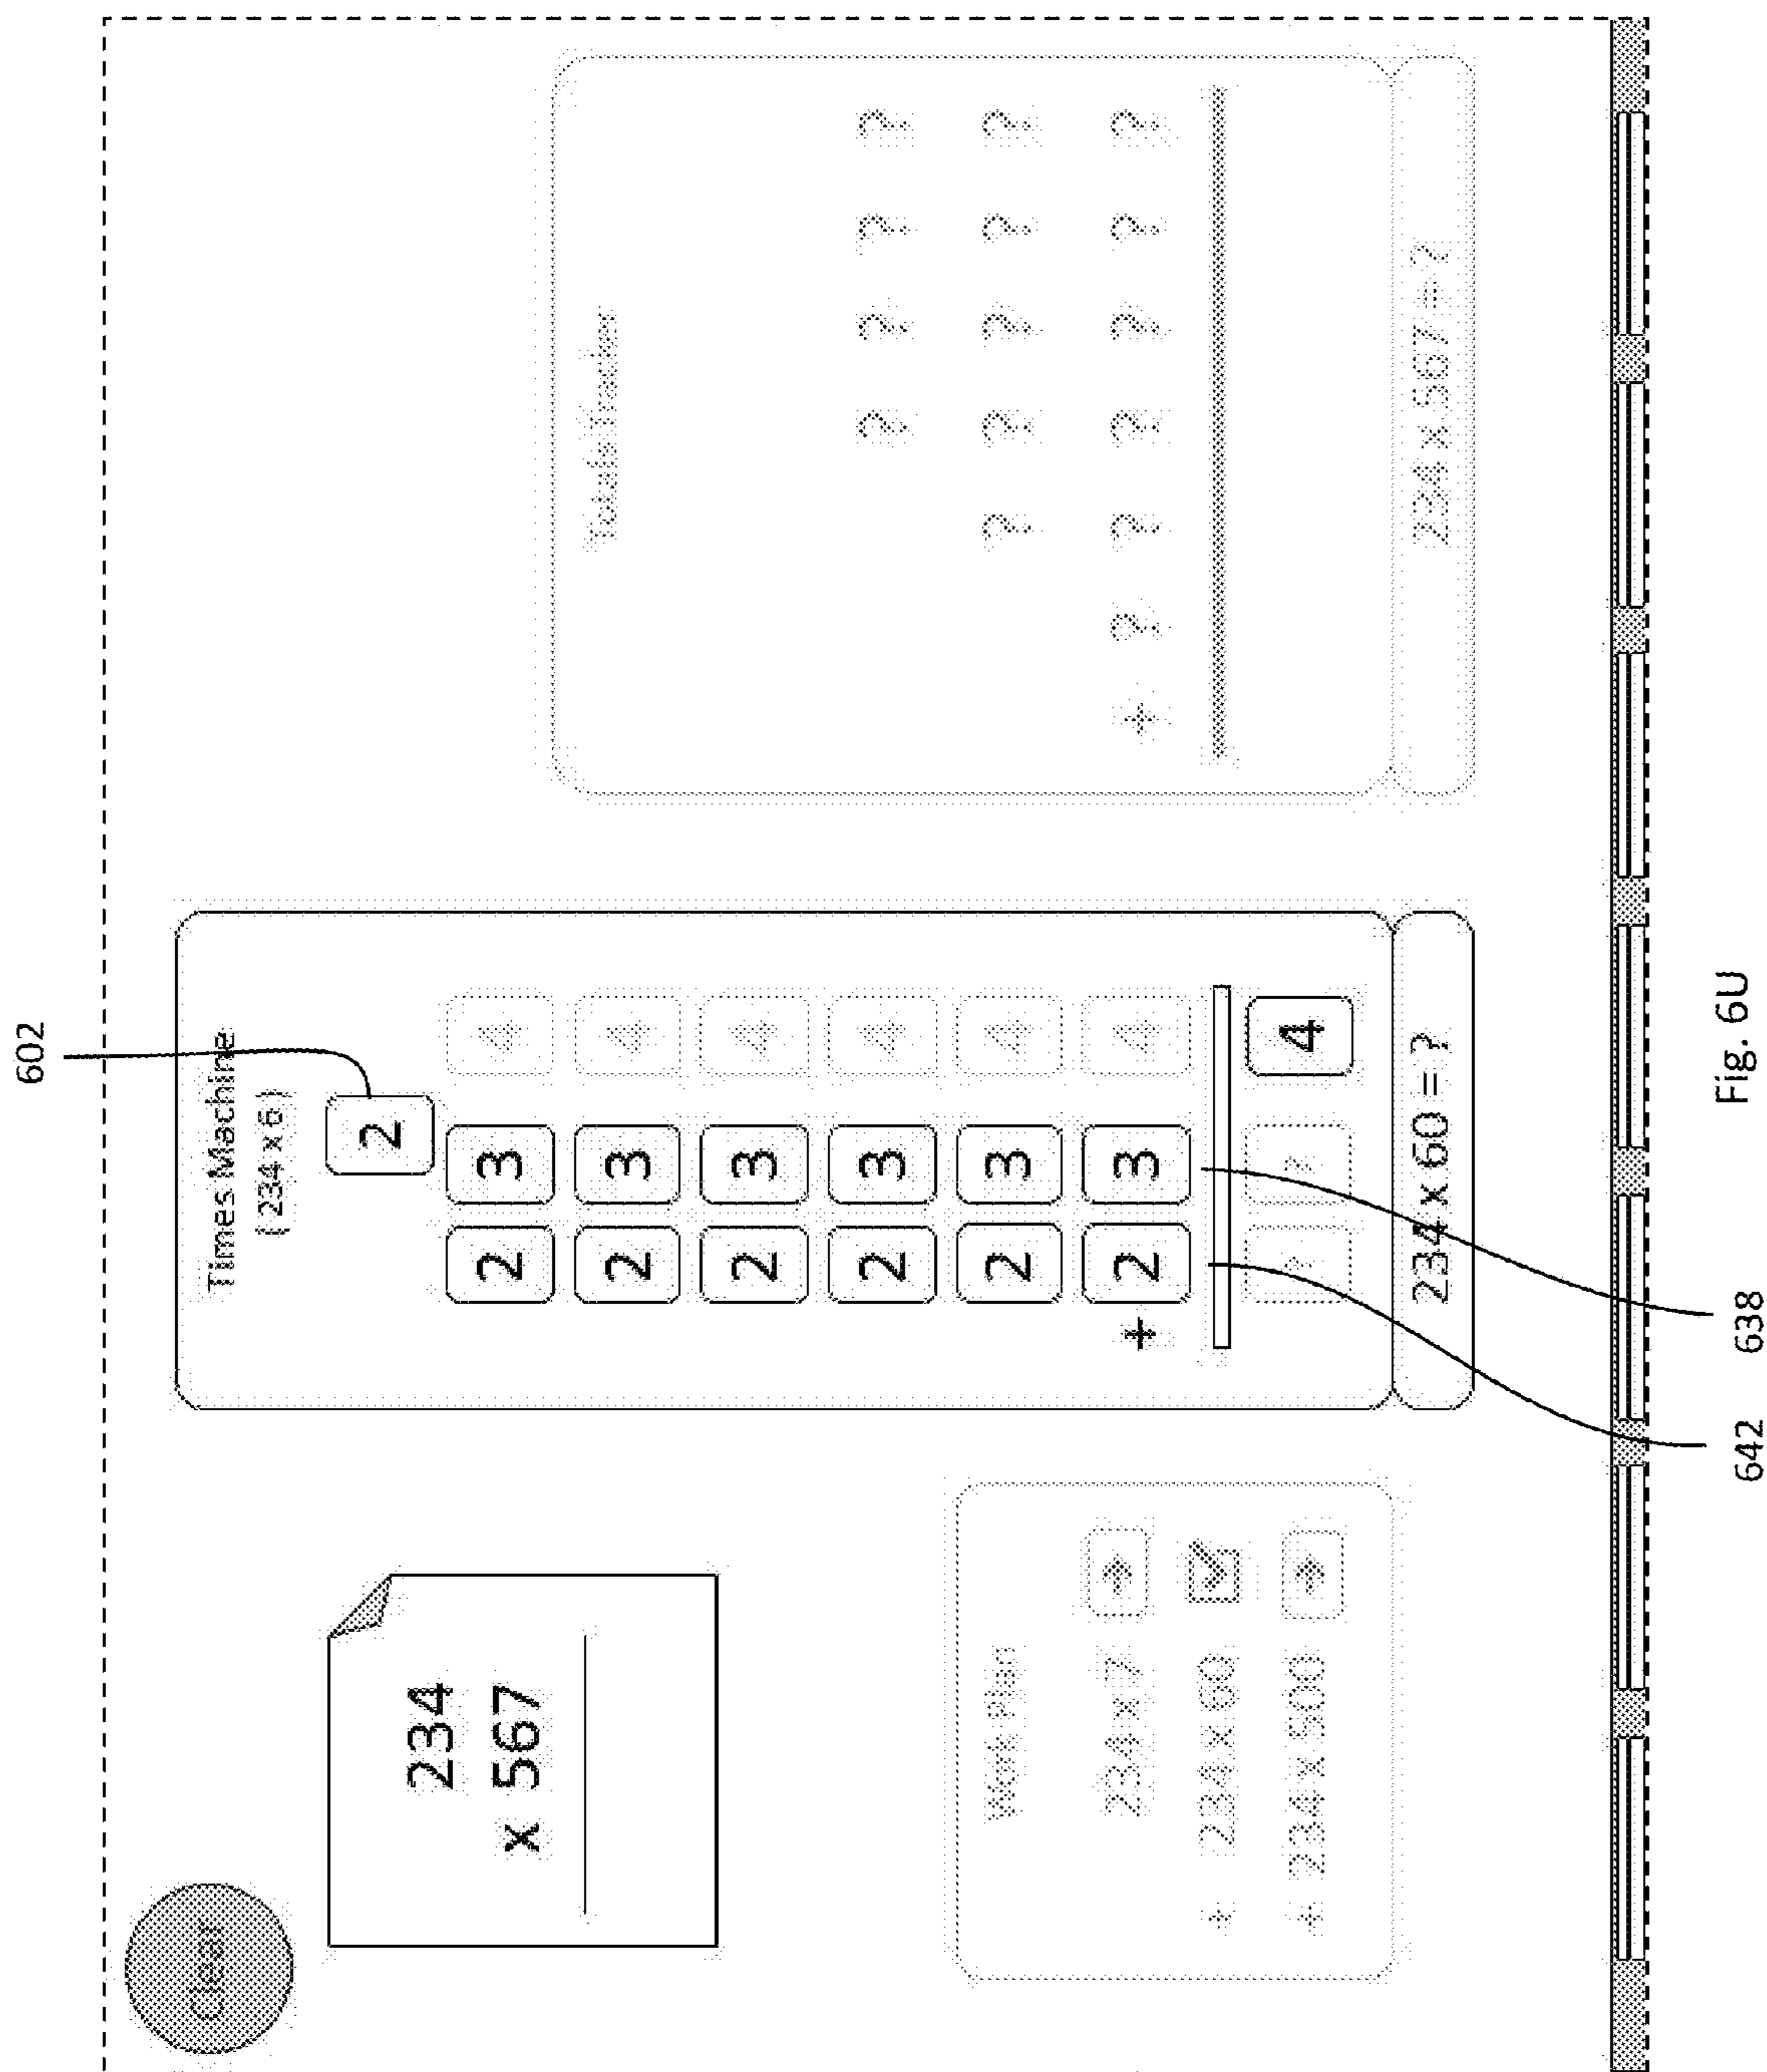 602
Clear
234
x 567
Work Plan
234 x 7
+ 234 x 60
+ 234 x 500
Times Machine
( 234 x 6 )
2
2 3 4
2 3 4
2 3 4
2 3 4
2 3 4
+ 2 3 4
? ? 4
234 x 60 = ?
Totals Tracker
? ? ? ?
? ? ? ? ?
+ ? ? ? ? ? ?
234 x 567 = ?
642
638
Fig. 6U